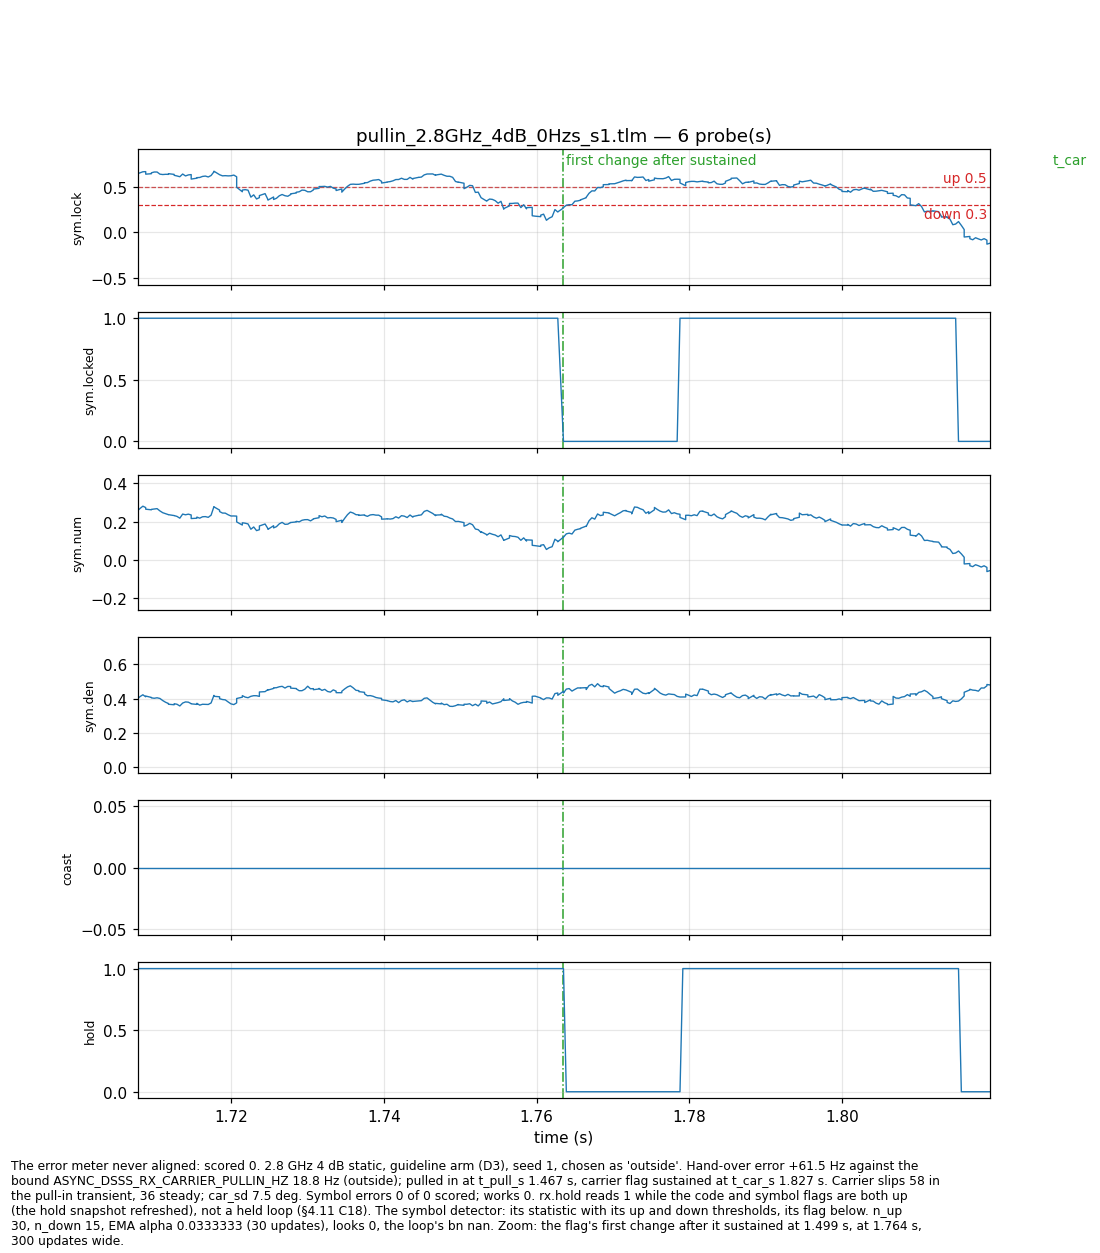 pullin_2.8GHz_4dB_0Hzs_s1.tlm — 6 probe(s)
first change after sustained
t_car
up 0.5
down 0.3
sym.lock
0.5
0.0
−0.5
sym.locked
1.0
0.5
0.0
sym.num
0.4
0.2
0.0
−0.2
sym.den
0.6
0.4
0.2
0.0
coast
0.05
0.00
−0.05
hold
1.0
0.5
0.0
1.72 1.74 1.76 1.78 1.80
time (s)
The error meter never aligned: scored 0. 2.8 GHz 4 dB static, guideline arm (D3), seed 1, chosen as 'outside'. Hand-over error +61.5 Hz against the
bound ASYNC_DSSS_RX_CARRIER_PULLIN_HZ 18.8 Hz (outside); pulled in at t_pull_s 1.467 s, carrier flag sustained at t_car_s 1.827 s. Carrier slips 58 in
the pull-in transient, 36 steady; car_sd 7.5 deg. Symbol errors 0 of 0 scored; works 0. rx.hold reads 1 while the code and symbol flags are both up
(the hold snapshot refreshed), not a held loop (§4.11 C18). The symbol detector: its statistic with its up and down thresholds, its flag below. n_up
30, n_down 15, EMA alpha 0.0333333 (30 updates), looks 0, the loop's bn nan. Zoom: the flag's first change after it sustained at 1.499 s, at 1.764 s,
300 updates wide.